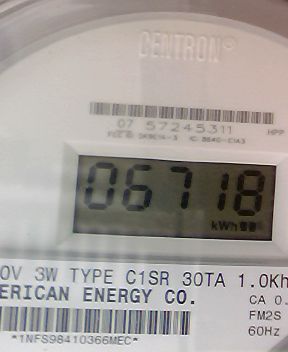 CENTRON®
07 57245311
HPP
06718
kWh
0V 3W TYPE C1SR 30TA 1.0Kh
ERICAN ENERGY CO.
CA 0.
FM2S
60Hz
*1NFS98410366MEC*